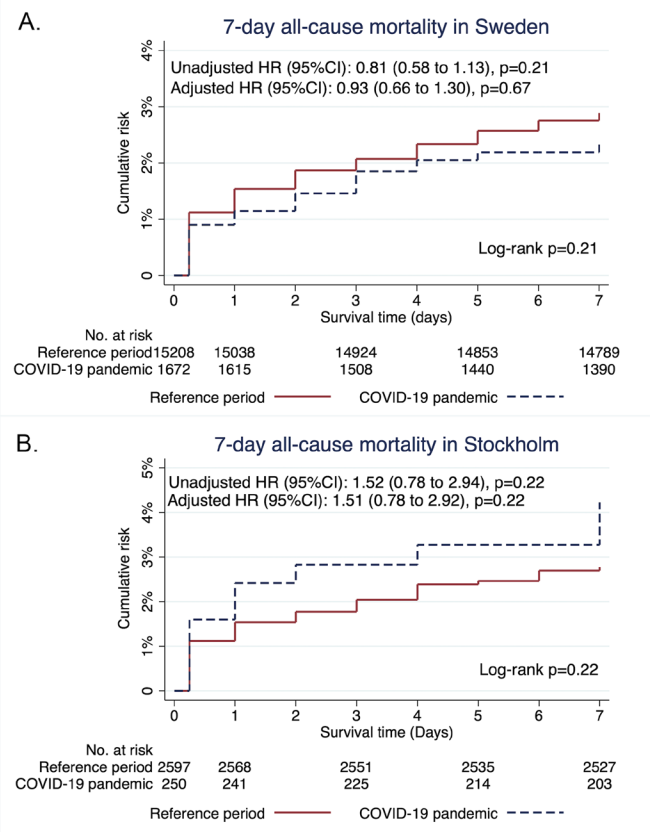 A.
7-day all-cause mortality in Sweden
Unadjusted HR (95%CI): 0.81 (0.58 to 1.13), p=0.21
Adjusted HR (95%CI): 0.93 (0.66 to 1.30), p=0.67
4%
3%
2%
1%
0
Cumulative risk
Log-rank p=0.21
0 1 2 3 4 5 6 7
Survival time (days)
No. at risk
Reference period 15208 15038 14924 14853 14789
COVID-19 pandemic 1672 1615 1508 1440 1390
Reference period COVID-19 pandemic
B.
7-day all-cause mortality in Stockholm
Unadjusted HR (95%CI): 1.52 (0.78 to 2.94), p=0.22
Adjusted HR (95%CI): 1.51 (0.78 to 2.92), p=0.22
5%
4%
3%
2%
1%
0
Cumulative risk
Log-rank p=0.22
0 1 2 3 4 5 6 7
Survival time (Days)
No. at risk
Reference period 2597 2568 2551 2535 2527
COVID-19 pandemic 250 241 225 214 203
Reference period COVID-19 pandemic